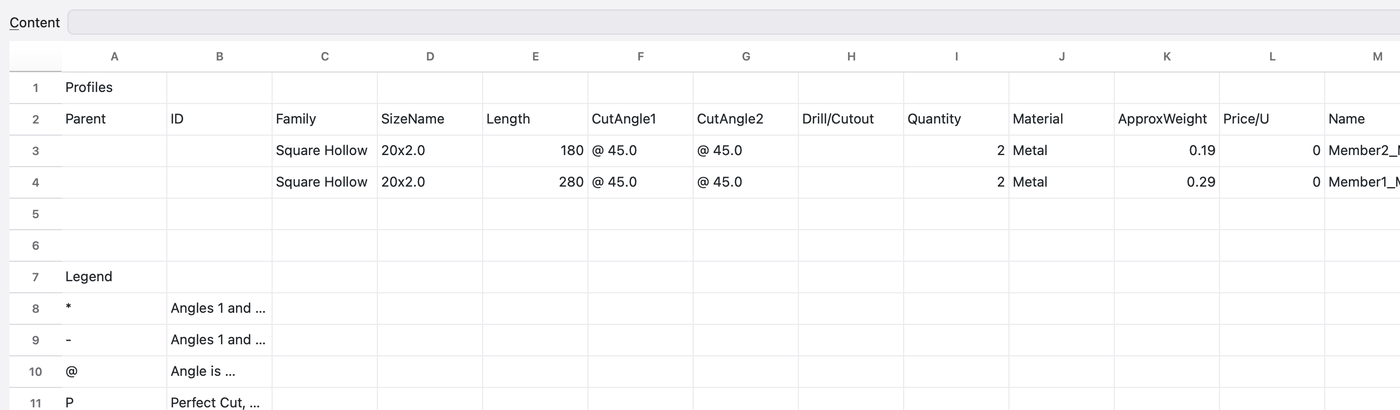 Content
A B C D E F G H I J K L M
1 Profiles
2 Parent ID Family SizeName Length CutAngle1 CutAngle2 Drill/Cutout Quantity Material ApproxWeight Price/U Name
3 Square Hollow 20x2.0 180 @ 45.0 @ 45.0 2 Metal 0.19 0 Member2_
4 Square Hollow 20x2.0 280 @ 45.0 @ 45.0 2 Metal 0.29 0 Member1_
5
6
7 Legend
8 * Angles 1 and ...
9 - Angles 1 and ...
10 @ Angle is ...
11 P Perfect Cut, ...